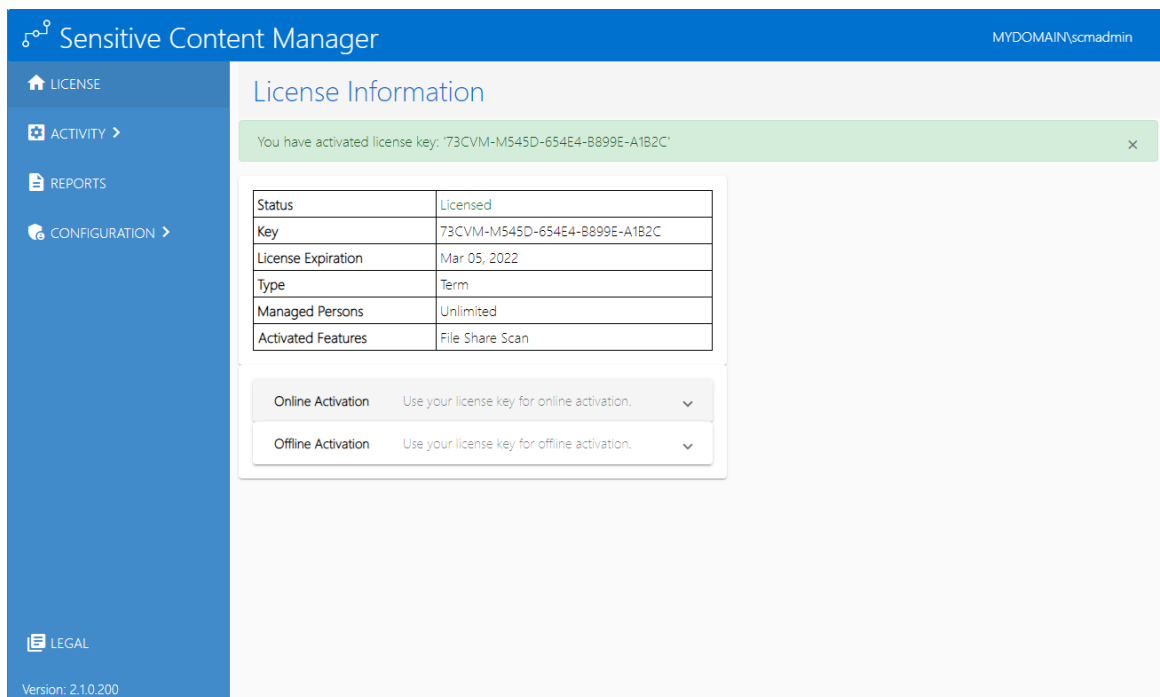 Sensitive Content Manager
MYDOMAIN\scmadmin
LICENSE
ACTIVITY
REPORTS
CONFIGURATION
License Information
You have activated license key: '73CVM-M545D-654E4-B899E-A1B2C'
Status Licensed
Key 73CVM-M545D-654E4-B899E-A1B2C
License Expiration Mar 05, 2022
Type Term
Managed Persons Unlimited
Activated Features File Share Scan
Online Activation Use your license key for online activation.
Offline Activation Use your license key for offline activation.
LEGAL
Version: 2.1.0.200